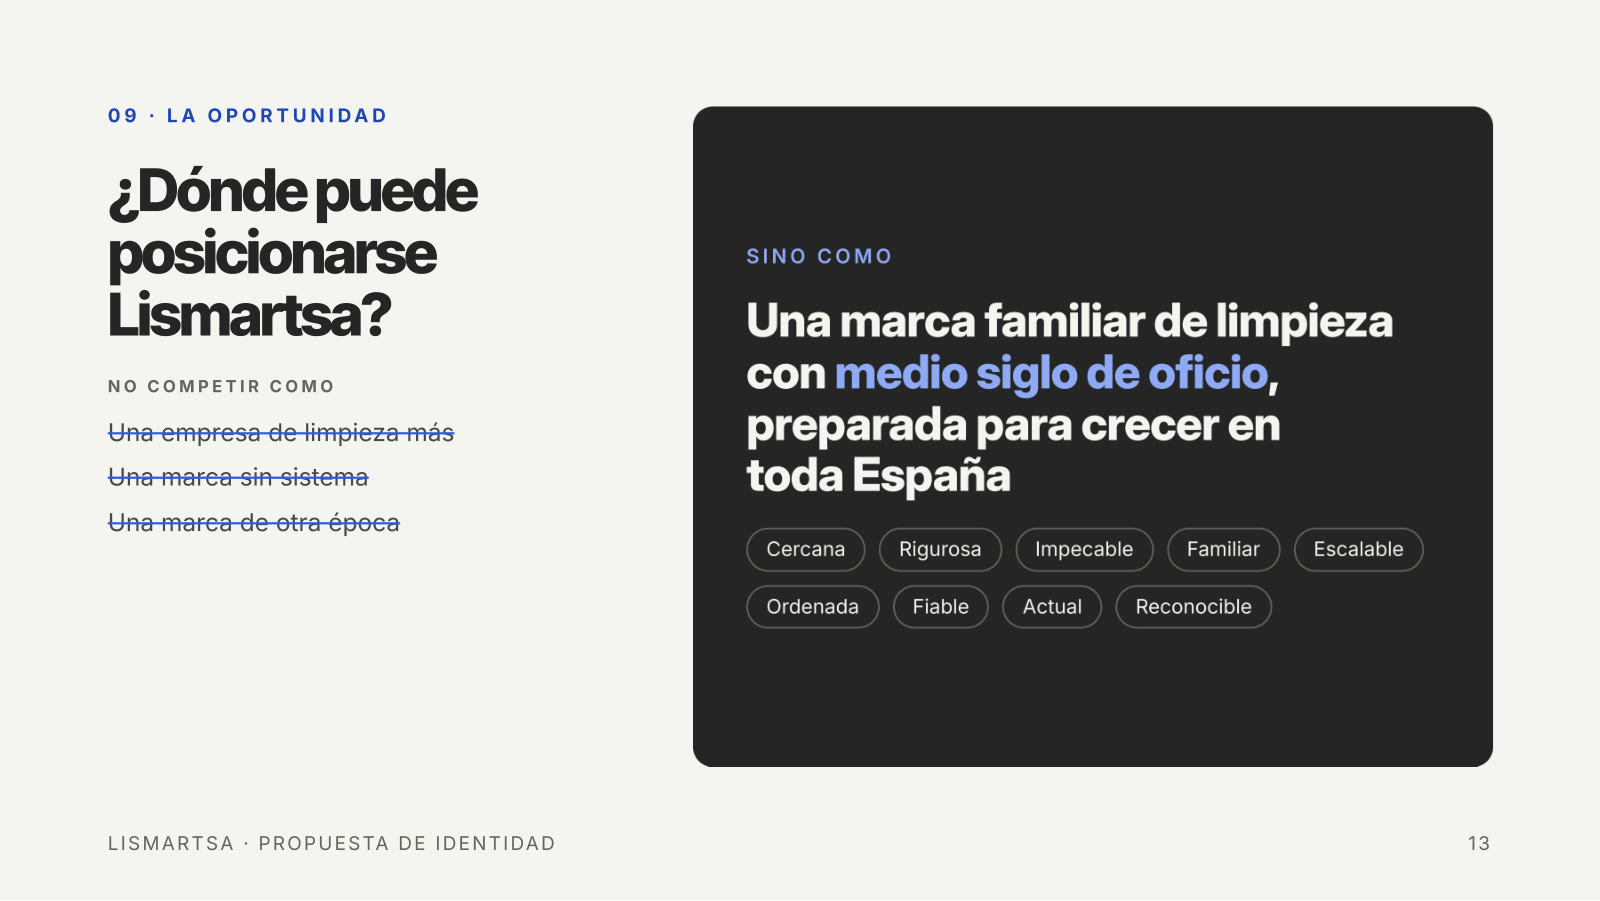 09 · LA OPORTUNIDAD
¿Dónde puede
posicionarse
Lismartsa?
NO COMPETIR COMO
Una empresa de limpieza más
Una marca sin sistema
Una marca de otra época
SINO COMO
Una marca familiar de limpieza
con medio siglo de oficio,
preparada para crecer en
toda España
Cercana Rigurosa Impecable Familiar Escalable
Ordenada Fiable Actual Reconocible
LISMARTSA · PROPUESTA DE IDENTIDAD
13